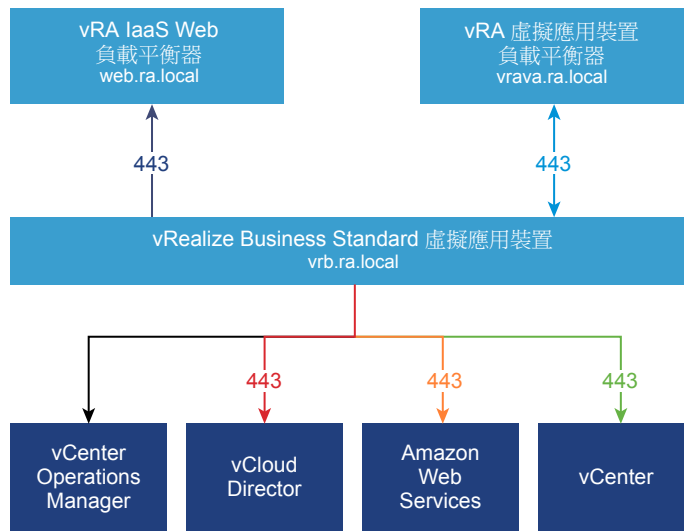 vRA IaaS Web
負載平衡器
web.ra.local
vRA 虛擬應用裝置
負載平衡器
vrava.ra.local
443
443
vRealize Business Standard 虛擬應用裝置
vrb.ra.local
443
443
443
vCenter
Operations
Manager
vCloud
Director
Amazon
Web
Services
vCenter